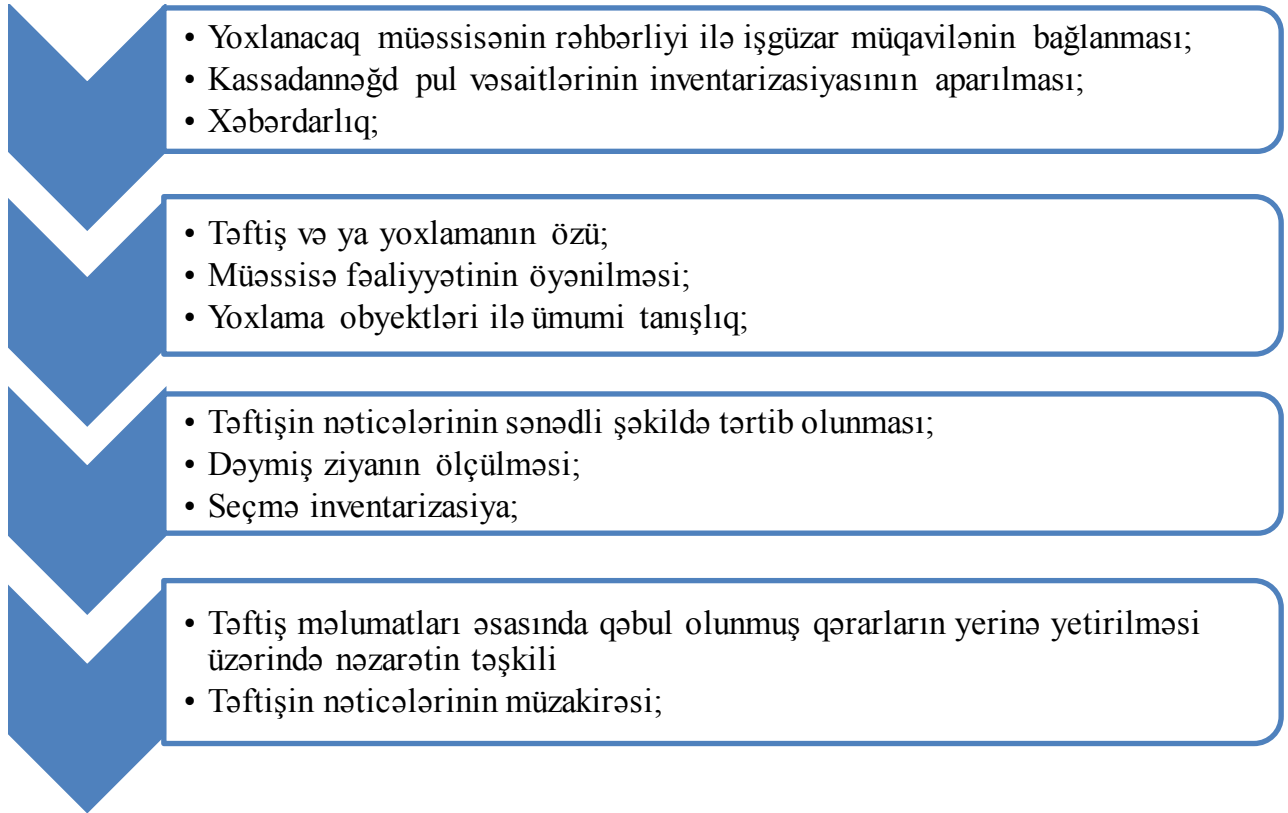 • Yoxlanacaq müəssisənin rəhbərliyi ilə işgüzar müqavilənin bağlanması;
• Kassadannəğd pul vəsaitlərinin inventarizasiyasının aparılması;
• Xəbərdarlıq;
• Təftiş və ya yoxlamanın özü;
• Müəssisə fəaliyyətinin öyənilməsi;
• Yoxlama obyektləri ilə ümumi tanışlıq;
• Təftişin nəticələrinin sənədli şəkildə tərtib olunması;
• Dəymiş ziyanın ölçülməsi;
• Seçmə inventarizasiya;
• Təftiş məlumatları əsasında qəbul olunmuş qərarların yerinə yetirilməsi
üzərində nəzarətin təşkili
• Təftişin nəticələrinin müzakirəsi;